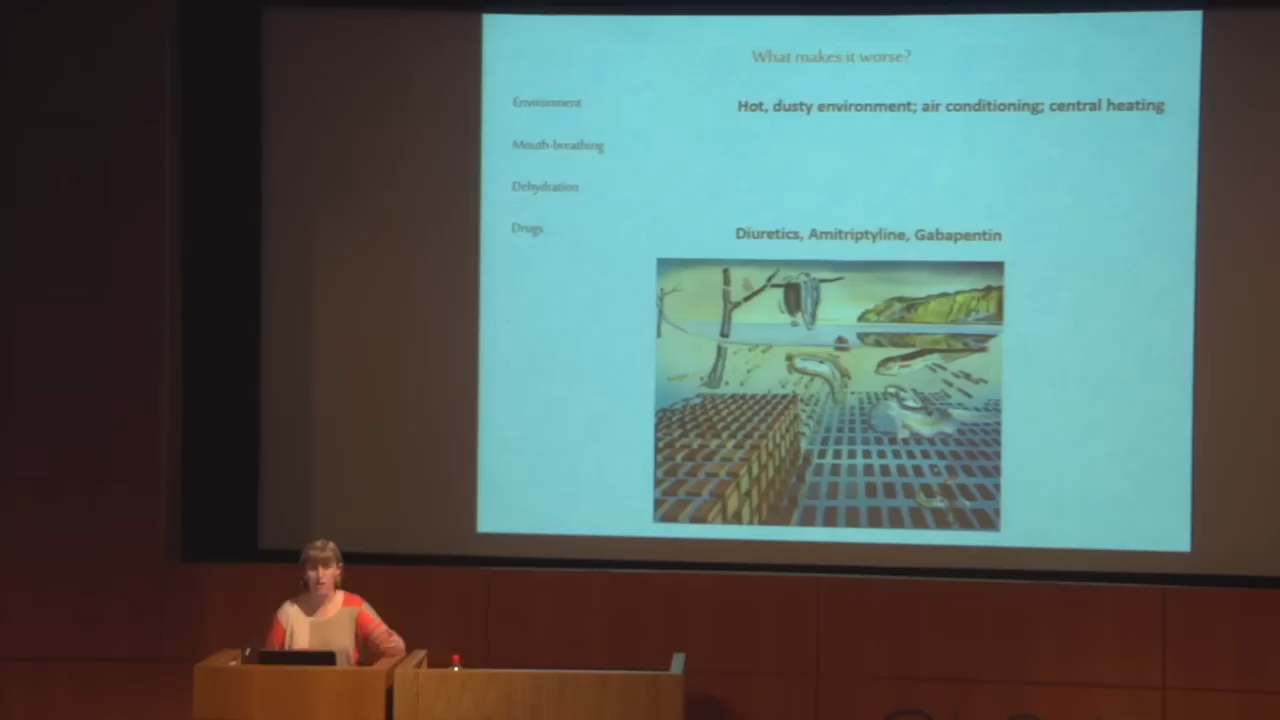 What makes it worse?
Environment
Hot, dusty environment; air conditioning; central heating
Mouth-breathing
Dehydration
Drugs
Diuretics, Amitriptyline, Gabapentin